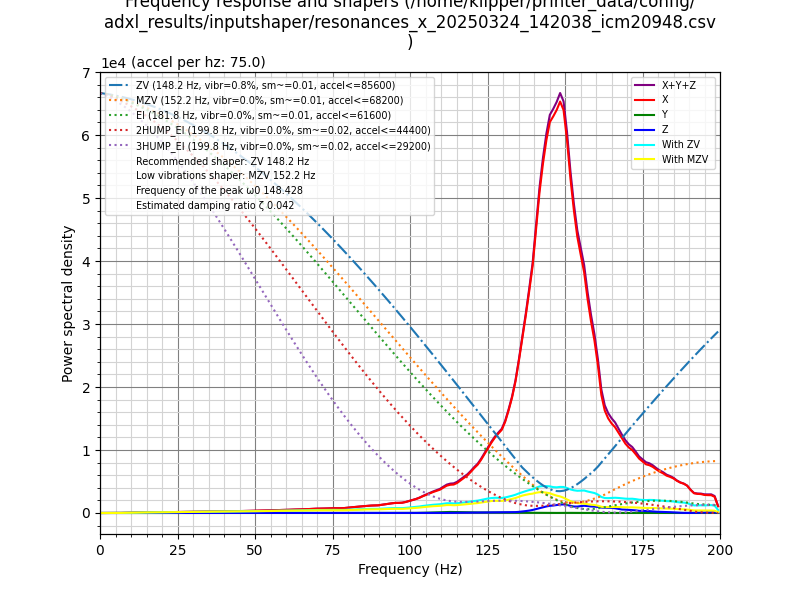 Frequency response and shapers (/home/klipper/printer_data/config/
adxl_results/inputshaper/resonances_x_20250324_142038_icm20948.csv
)
1e4 (accel per hz: 75.0)
ZV (148.2 Hz, vibr=0.8%, sm~=0.01, accel<=85600)
MZV (152.2 Hz, vibr=0.0%, sm~=0.01, accel<=68200)
EI (181.8 Hz, vibr=0.0%, sm~=0.01, accel<=61600)
2HUMP_EI (199.8 Hz, vibr=0.0%, sm~=0.02, accel<=44400)
3HUMP_EI (199.8 Hz, vibr=0.0%, sm~=0.02, accel<=29200)
Recommended shaper: ZV 148.2 Hz
Low vibrations shaper: MZV 152.2 Hz
Frequency of the peak ω0 148.428
Estimated damping ratio ζ 0.042
X+Y+Z
X
Y
Z
With ZV
With MZV
7
6
5
4
3
2
1
0
Power spectral density
0 25 50 75 100 125 150 175 200
Frequency (Hz)